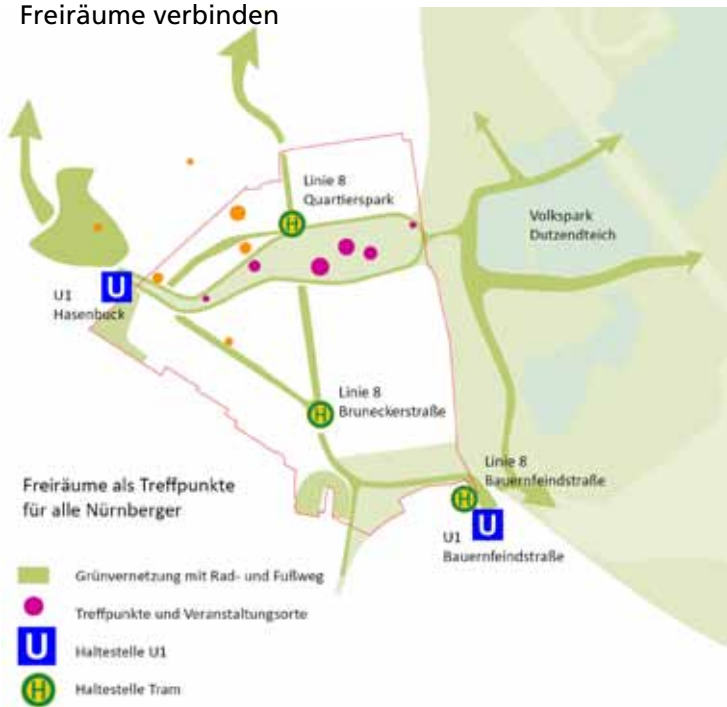 Freiräume verbinden
Linie 8
Quartierspark
Volkspark
Dutzendteich
U
U1
Hasenbuck
H
Linie 8
Bruneckerstraße
H
Linie 8
Bauernfeindstraße
H
U
U1
Bauernfeindstraße
Freiräume als Treffpunkte
für alle Nürnberger
Grünvernetzung mit Rad- und Fußweg
Treffpunkte und Veranstaltungsorte
U
Haltestelle U1
H
Haltestelle Tram